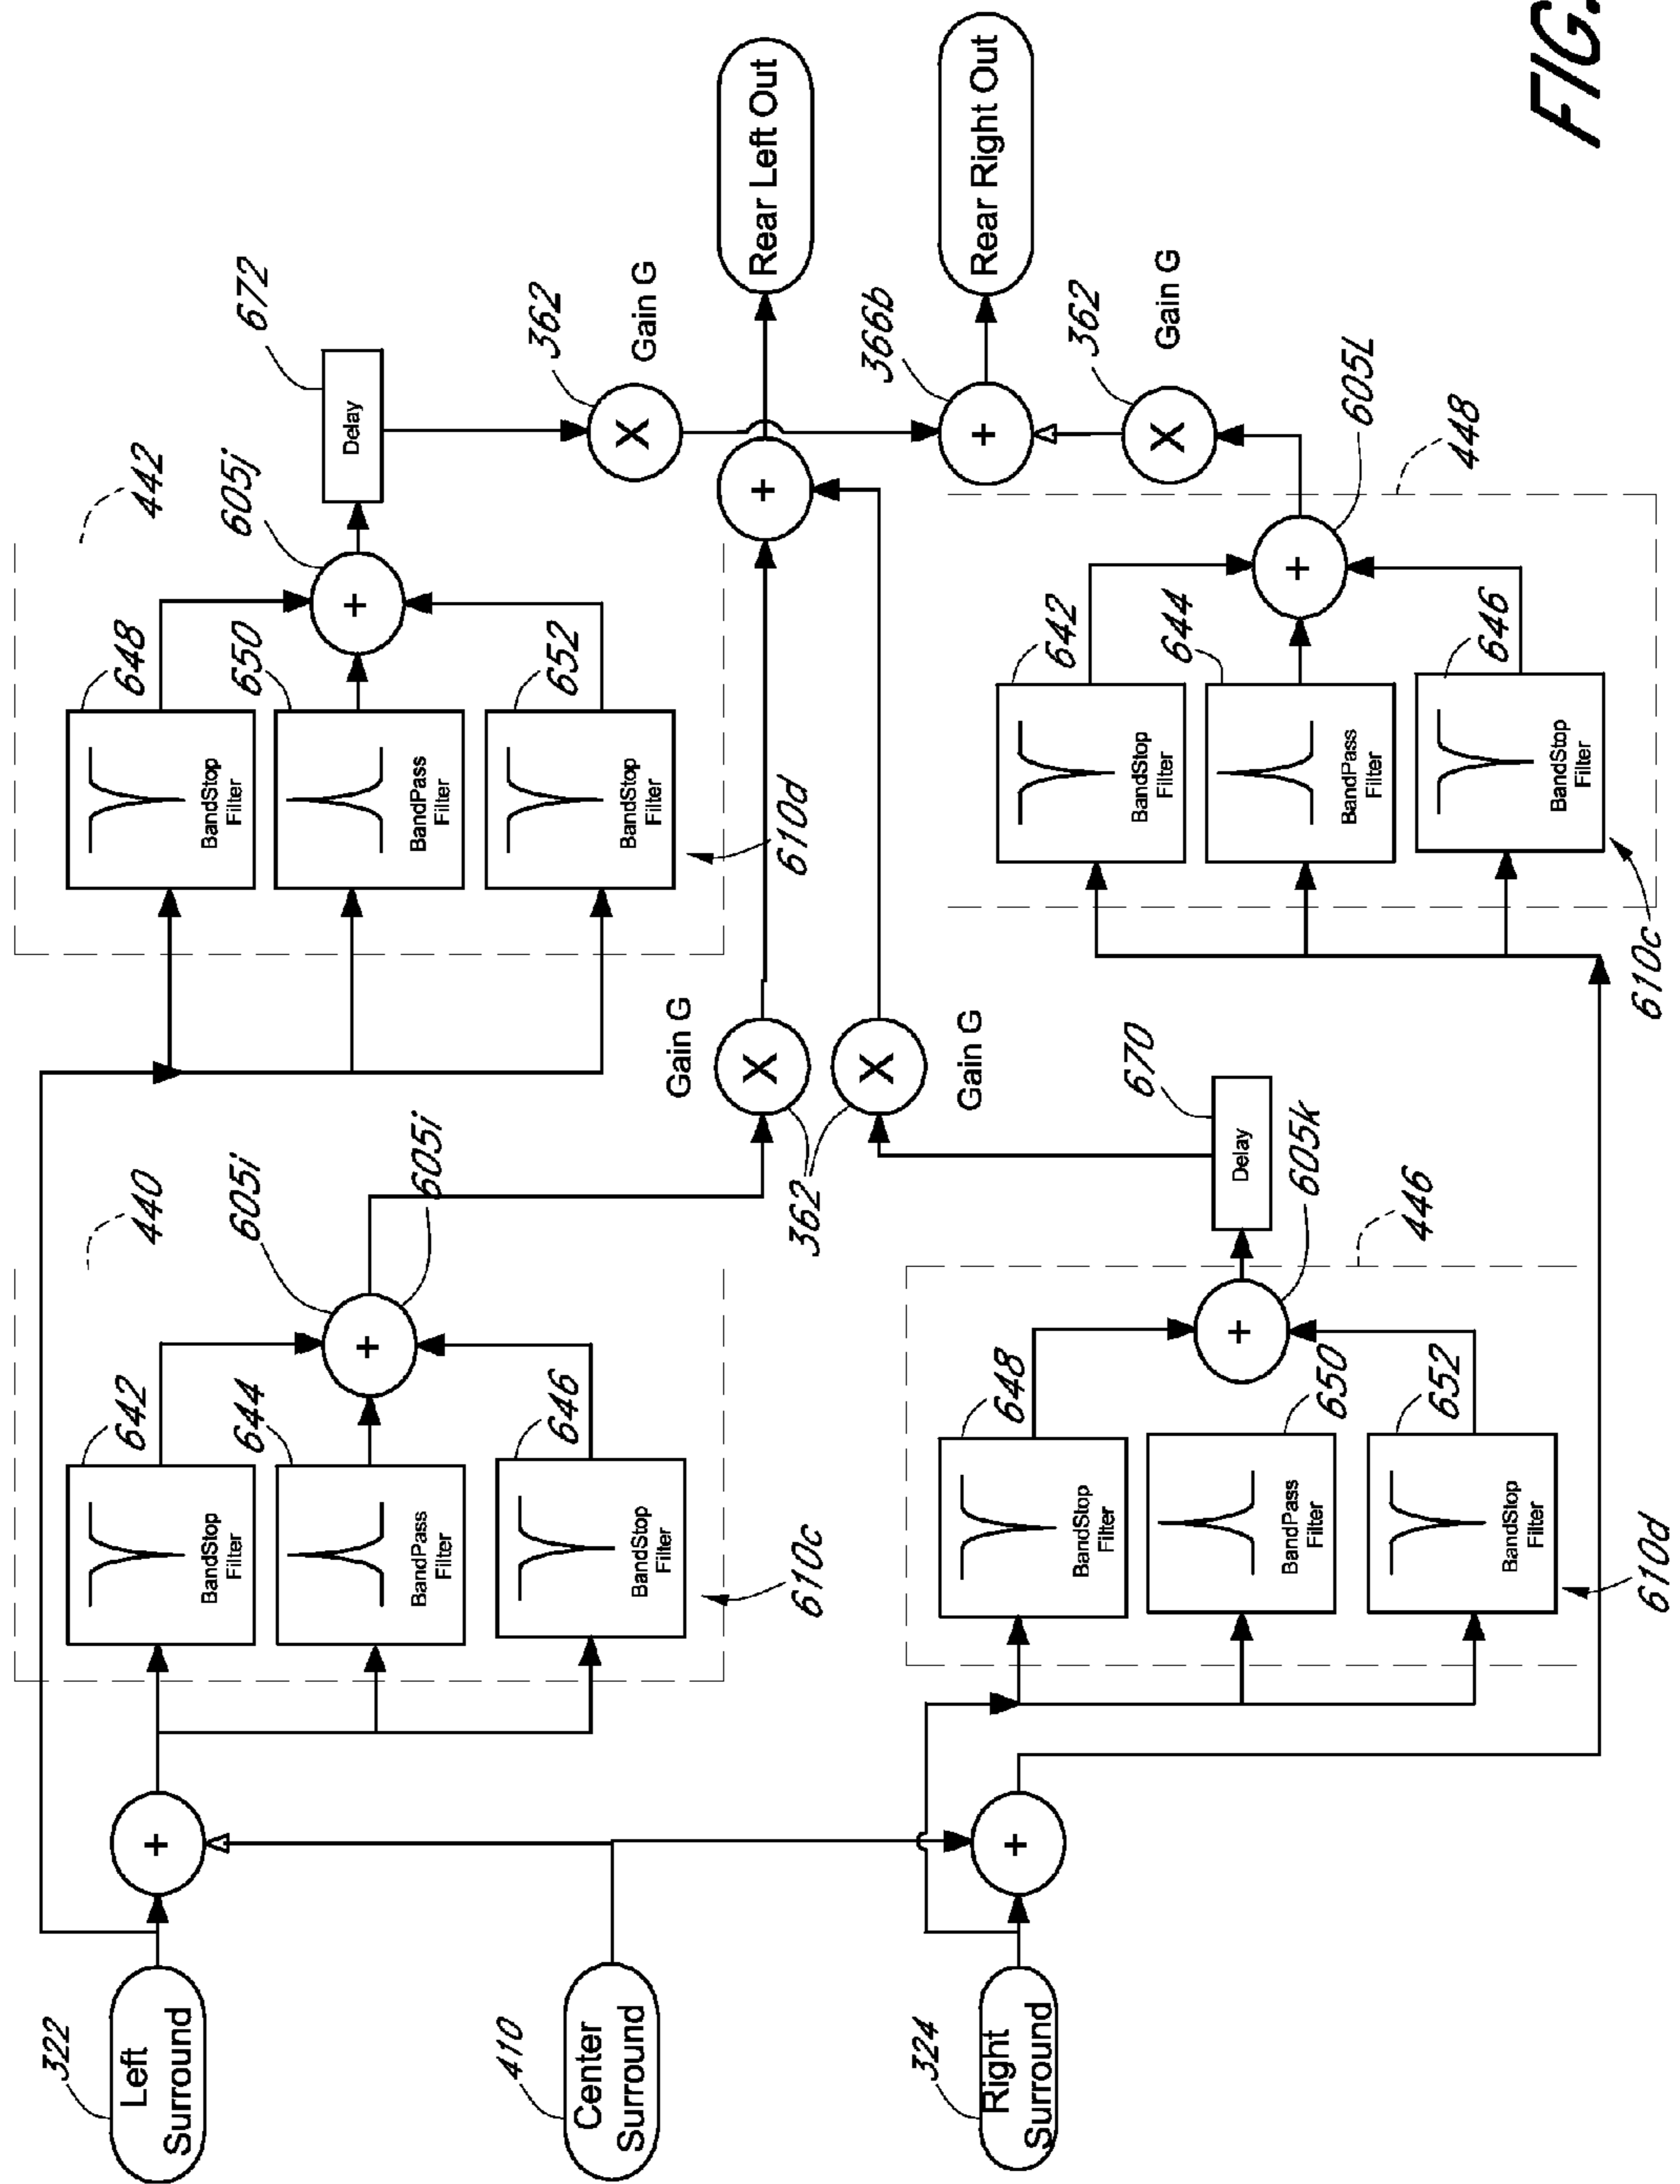 322
Left
Surround
410
Center
Surround
324
Right
Surround
+
+
440
642
BandStop
Filter
644
BandPass
Filter
646
BandStop
Filter
610c
605i
605i
+
442
648
BandStop
Filter
650
BandPass
Filter
652
BandStop
Filter
610d
605j
+
672
Delay
362
X
Gain G
Gain G
X
362
X
Gain G
+
Rear Left Out
446
648
BandStop
Filter
650
BandPass
Filter
652
BandStop
Filter
610d
605k
+
670
Delay
448
642
BandStop
Filter
644
BandPass
Filter
646
BandStop
Filter
610c
605L
+
362
X
Gain G
366b
+
Rear Right Out
FIG.